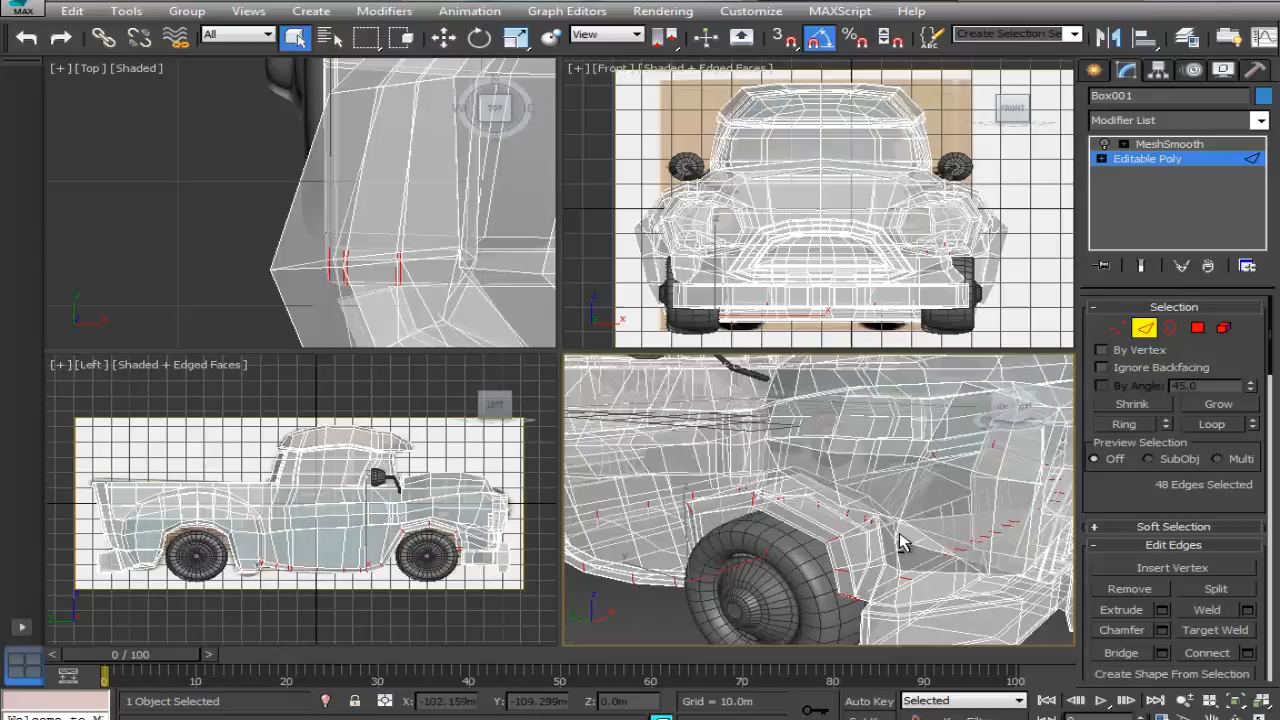 MAX Edit Tools Group Views Create Modifiers Animation Graph Editors Rendering Customize MAXScript Help
All View 3 Create Selection Se
[+] [Top] [Shaded]
TOP
[+] [Front] [Shaded + Edged Faces]
FRONT
[+] [Left] [Shaded + Edged Faces]
LEFT
Box001
Modifier List
MeshSmooth
Editable Poly
Selection
By Vertex
Ignore Backfacing
By Angle: 45.0
Shrink Grow
Ring Loop
Preview Selection
Off SubObj Multi
48 Edges Selected
Soft Selection
Edit Edges
Insert Vertex
Remove Split
Extrude Weld
Chamfer Target Weld
Bridge Connect
Create Shape From Selection
0 / 100
10 20 30 40 50 60 70 80 90 100
1 Object Selected X: -102.159m Y: -109.299m Z: 0.0m Grid = 10.0m Auto Key Selected
Welcome to M